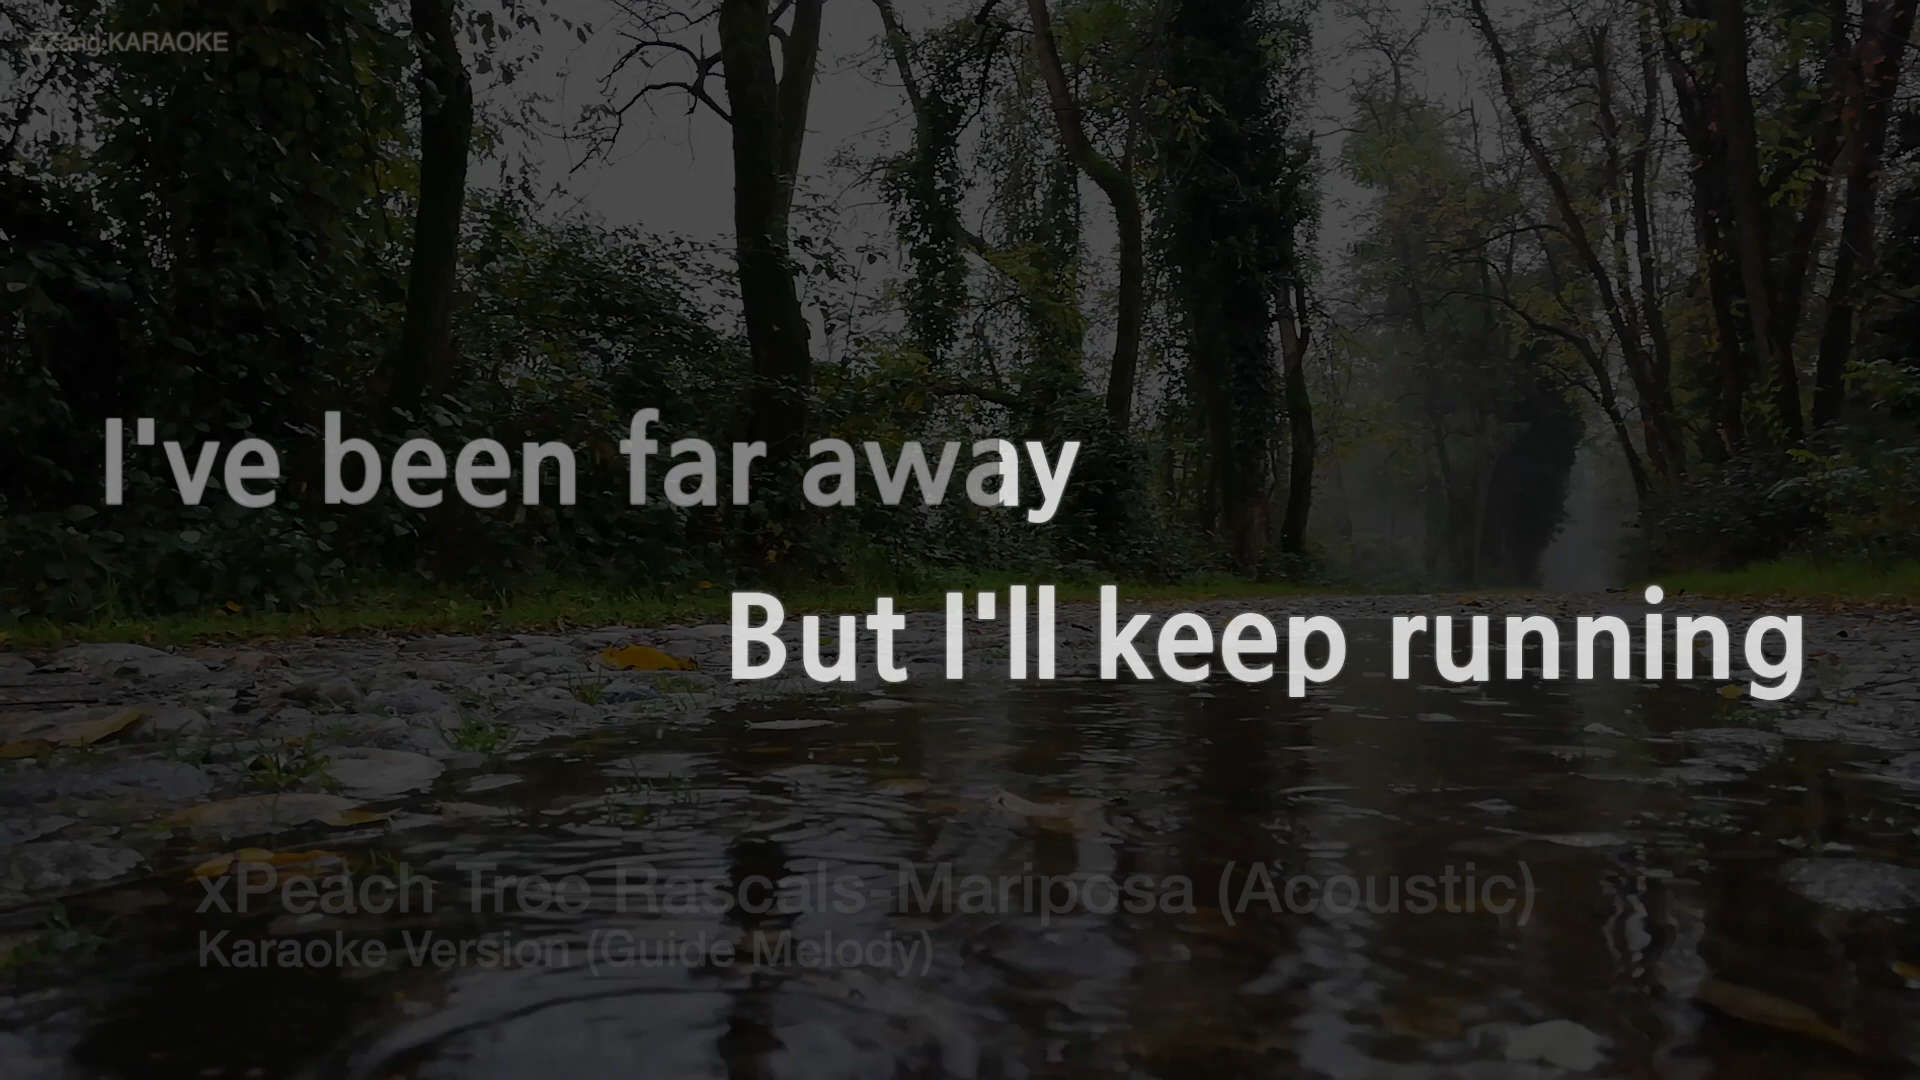 ZZang KARAOKE
I've been far away
But I'll keep running
xPeach Tree Rascals-Mariposa (Acoustic)
Karaoke Version (Guide Melody)